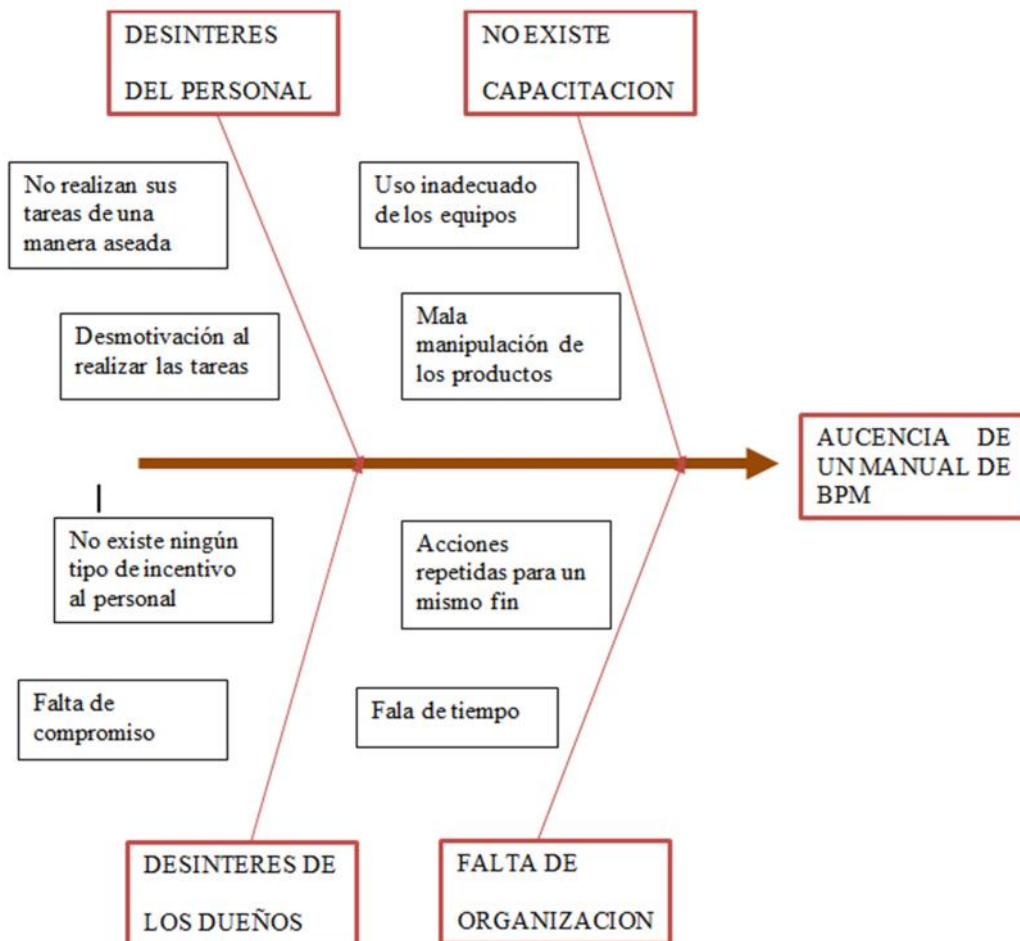 DESINTERES
DEL PERSONAL
NO EXISTE
CAPACITACION
No realizan sus
tareas de una
manera aseada
Uso inadecuado
de los equipos
Desmotivación al
realizar las tareas
Mala
manipulación de
los productos
AUCENCIA DE
UN MANUAL DE
BPM
No existe ningún
tipo de incentivo
al personal
Acciones
repetidas para un
mismo fin
Falta de
compromiso
Fala de tiempo
DESINTERES DE
LOS DUEÑOS
FALTA DE
ORGANIZACION